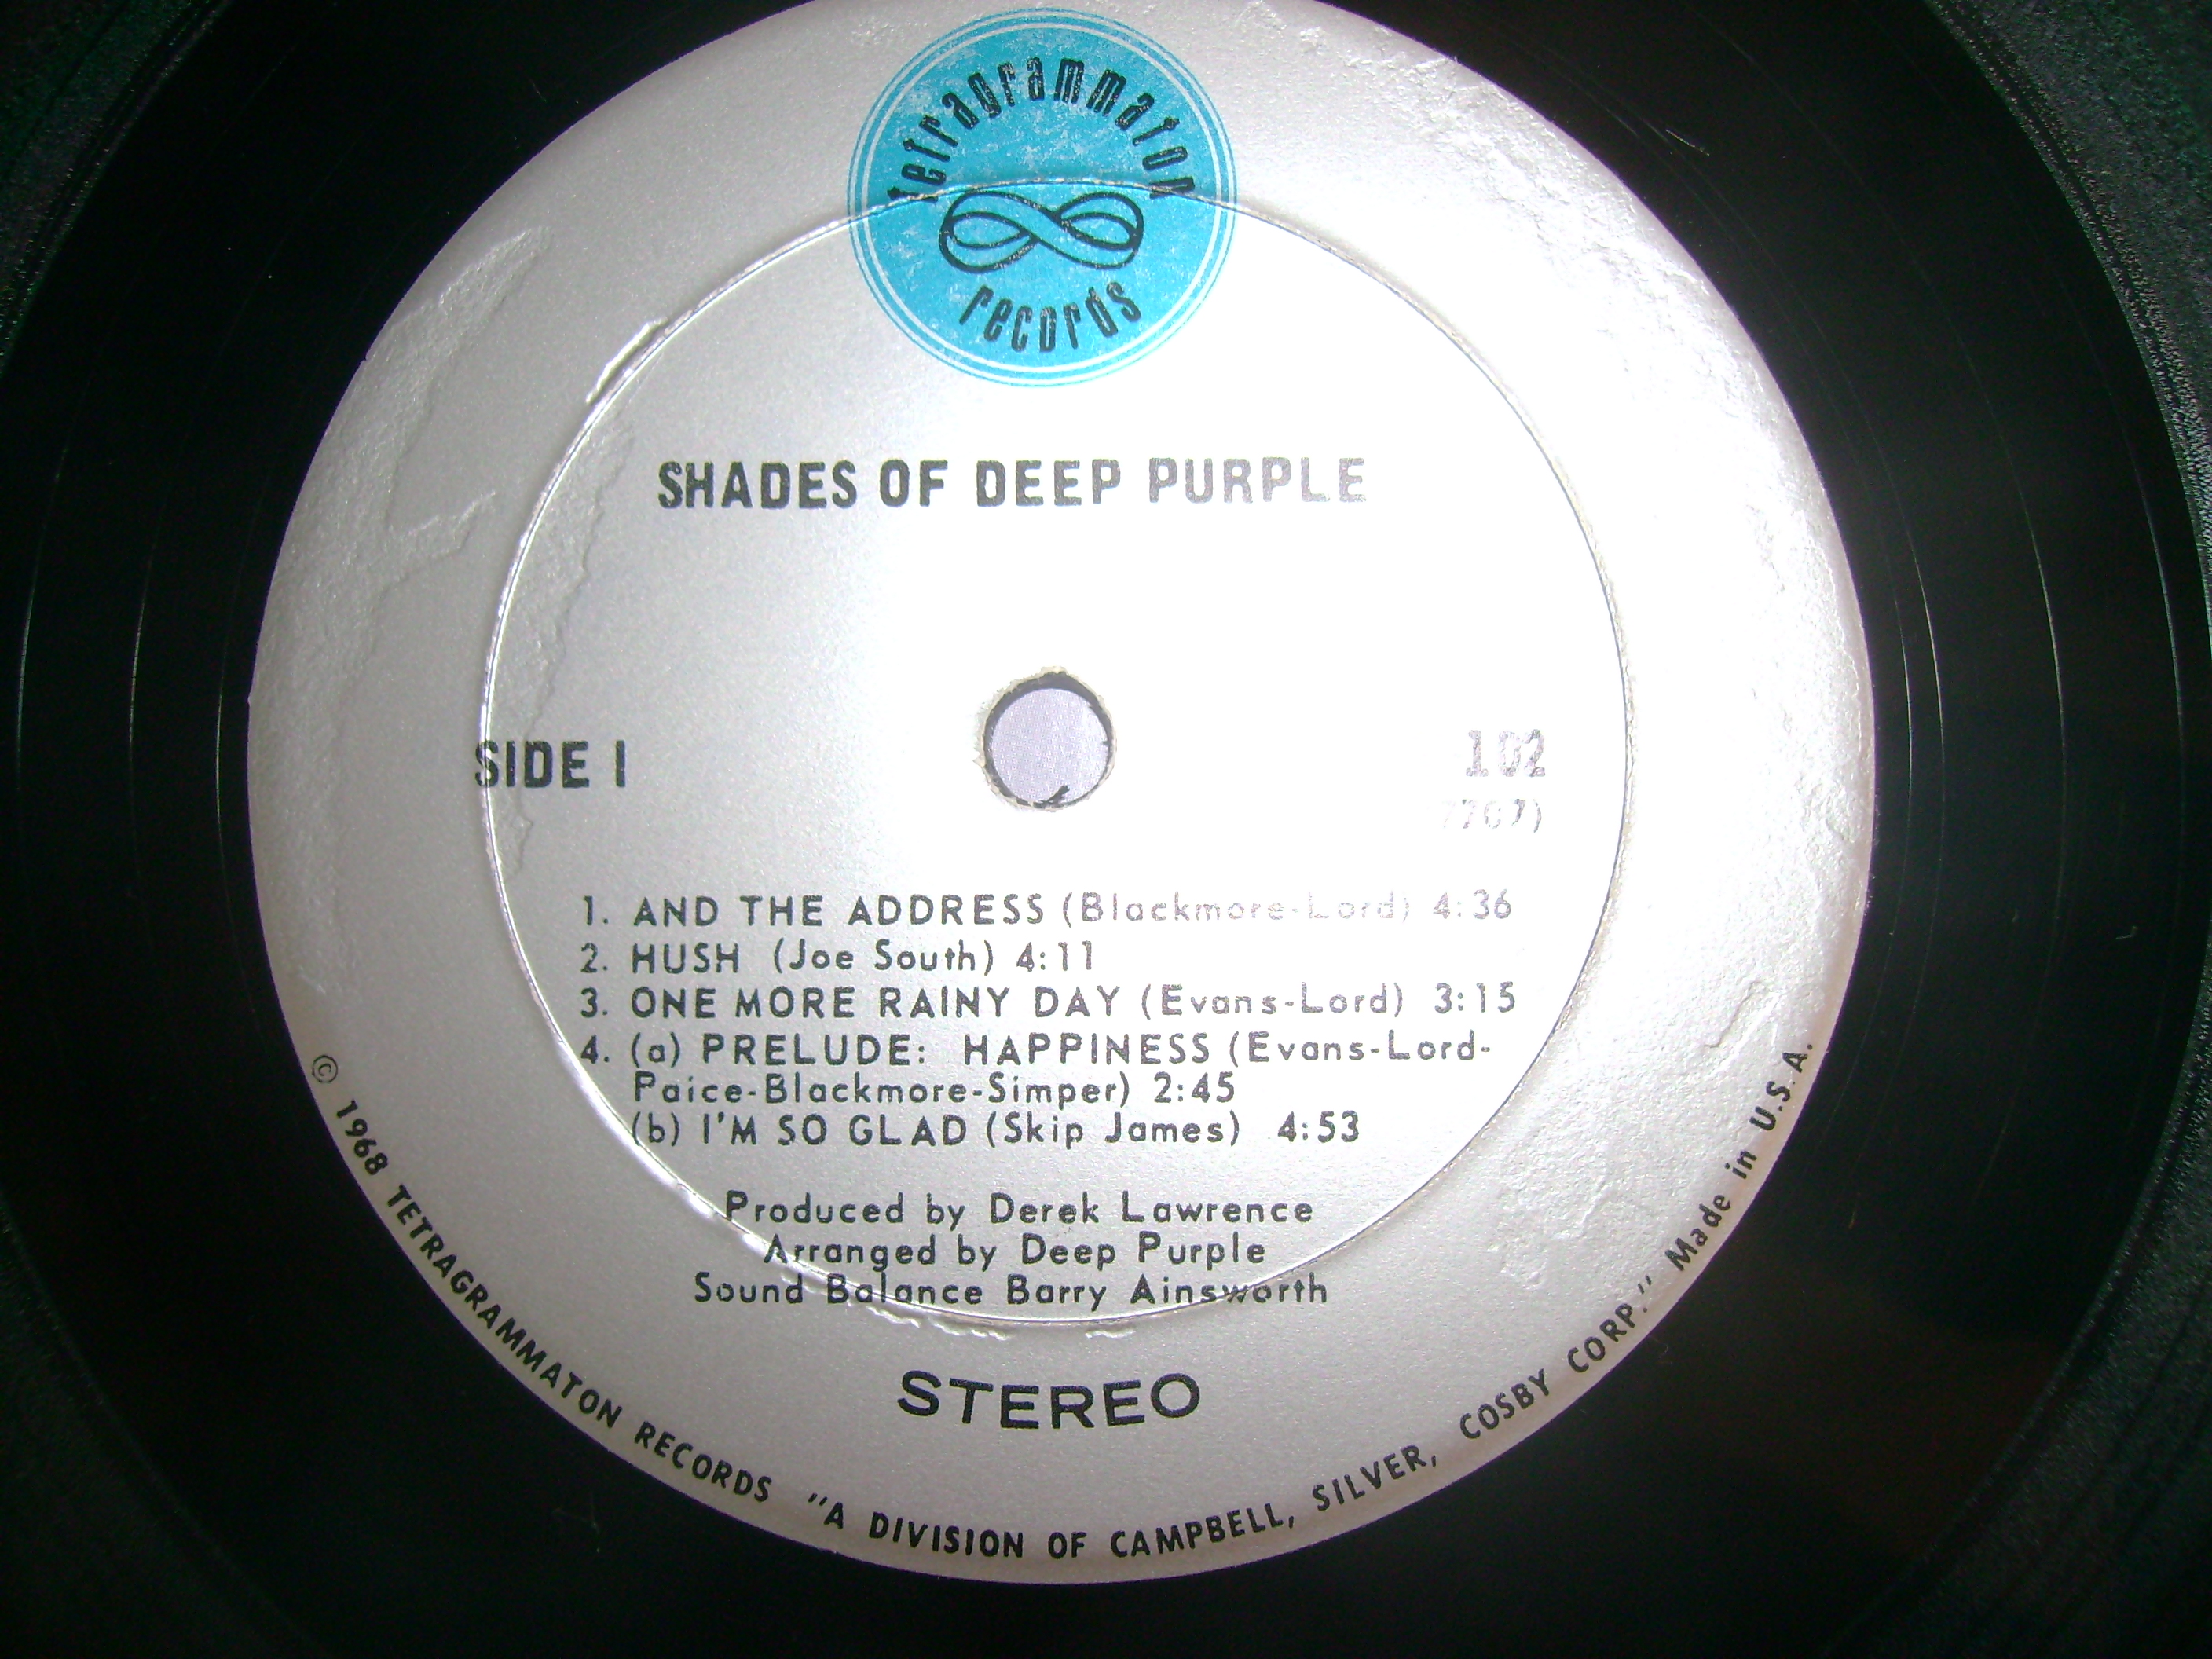 tetragrammaton
records
SHADES OF DEEP PURPLE
SIDE 1
102
1. AND THE ADDRESS (Blackmore-Lord) 4:36
2. HUSH (Joe South) 4:11
3. ONE MORE RAINY DAY (Evans-Lord) 3:15
4. (a) PRELUDE: HAPPINESS (Evans-Lord-
Paice-Blackmore-Simper) 2:45
(b) I'M SO GLAD (Skip James) 4:53
Produced by Derek Lawrence
Arranged by Deep Purple
Sound Balance Barry Ainsworth
STEREO
© 1968 TETRAGRAMMATON RECORDS "A DIVISION OF CAMPBELL, SILVER, COSBY CORP." Made in U.S.A.